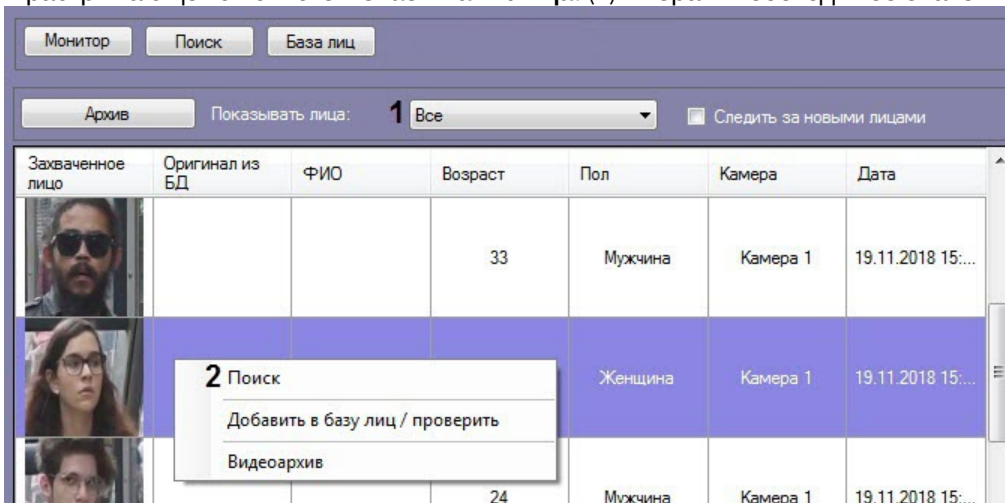 Монитор Поиск База лиц
Архив Показывать лица: 1 Все Следить за новыми лицами
Захваченное лицо Оригинал из БД ФИО Возраст Пол Камера Дата
33 Мужчина Камера 1 19.11.2018 15:...
2 Поиск Женщина Камера 1 19.11.2018 15:...
Добавить в базу лиц / проверить
Видеоархив
24 Мужчина Камера 1 19.11.2018 15:...